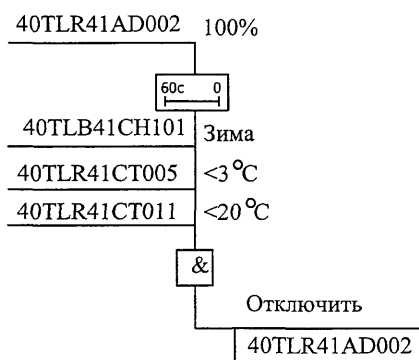 40TLR41AD002 100%
60с 0
40TLB41CH101 Зима
40TLR41CT005 <3 °C
40TLR41CT011 <20 °C
&
Отключить
40TLR41AD002